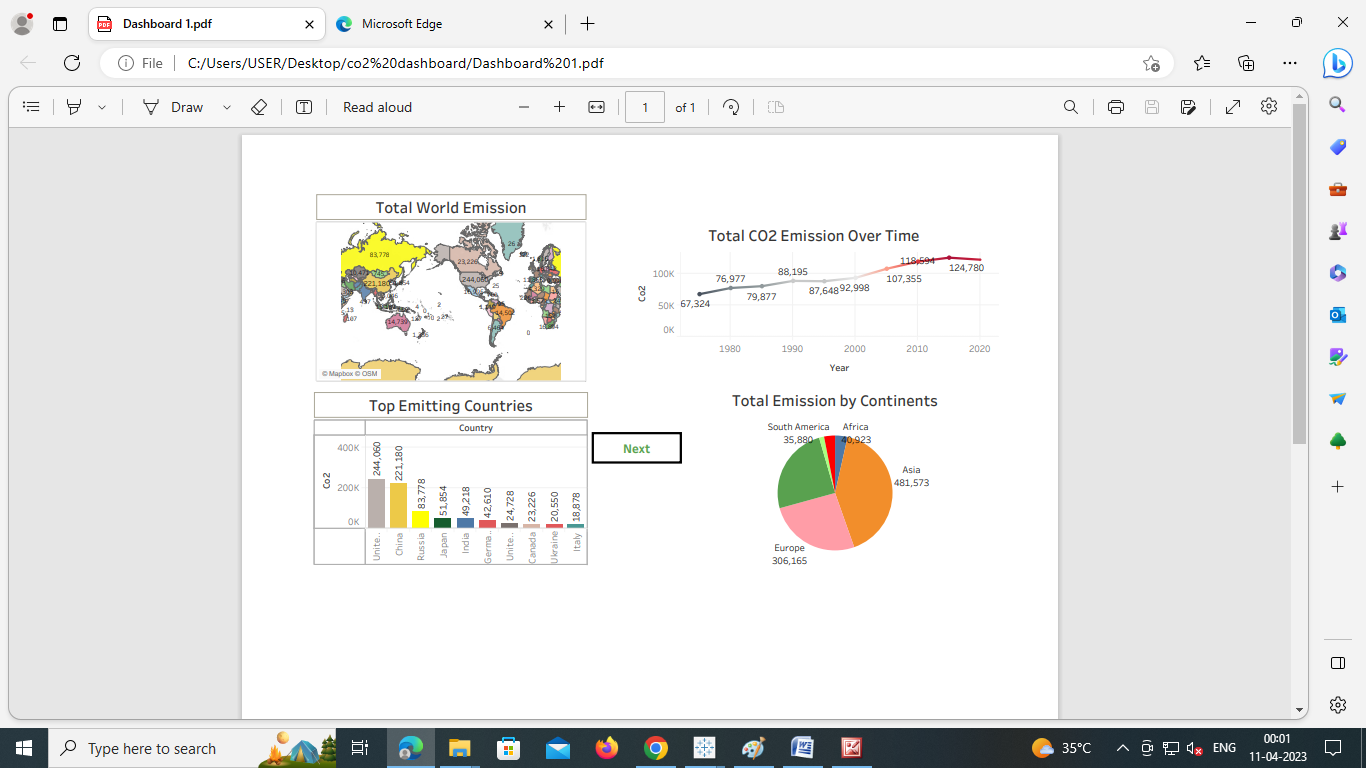 Dashboard 1.pdf
Microsoft Edge
File
C:/Users/USER/Desktop/co2%20dashboard/Dashboard%201.pdf
Draw
Read aloud
1
of 1
Total World Emission
83,778
26
23,226
244,060
221,180
25
14,502
14,739
0
© Mapbox © OSM
Total CO2 Emission Over Time
Co2
100K
50K
0K
67,324
76,977
79,877
88,195
87,648
92,998
107,355
118,594
124,780
1980
1990
2000
2010
2020
Year
Top Emitting Countries
Country
Co2
400K
200K
0K
244,060
221,180
83,778
51,854
49,218
42,610
24,728
23,226
20,550
18,878
Unite..
China
Russia
Japan
India
Germa..
Unite..
Canada
Ukraine
Italy
Next
Total Emission by Continents
South America
35,880
Africa
40,923
Asia
481,573
Europe
306,165
Type here to search
35°C
ENG
00:01
11-04-2023